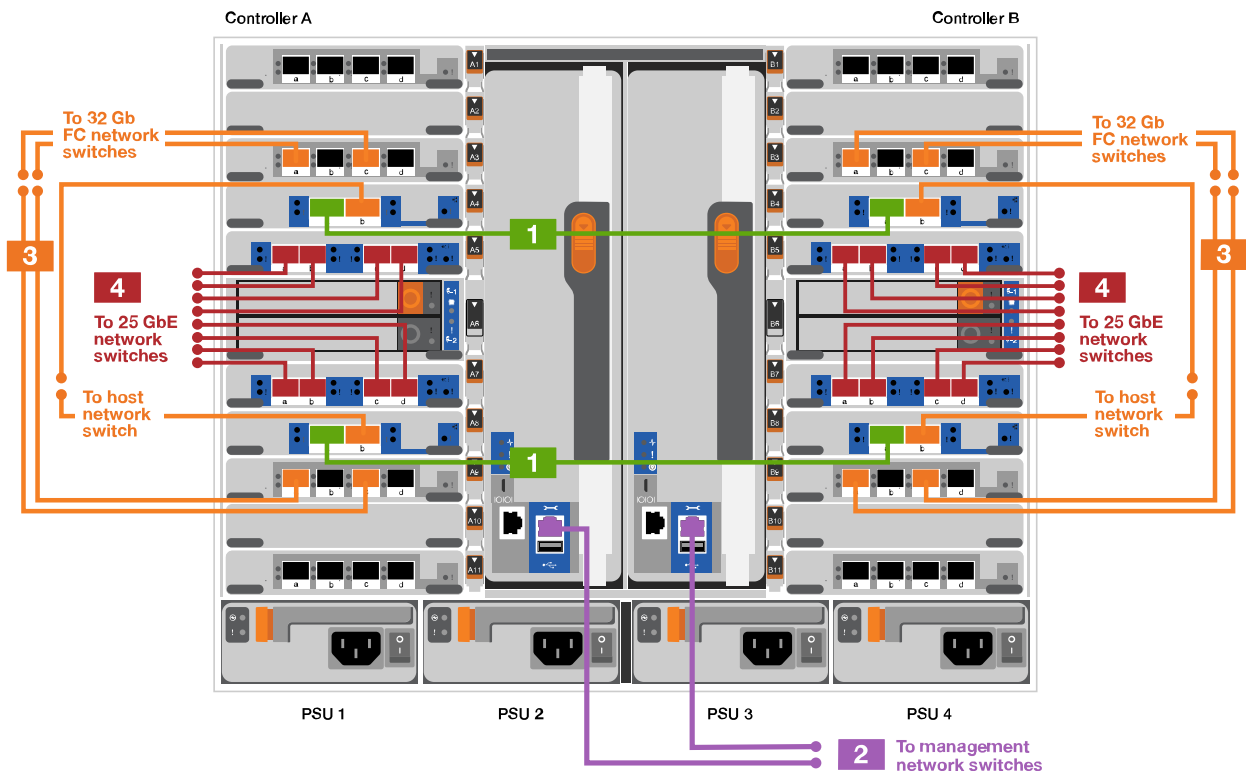 Controller A
Controller B
a b c d
A1
B1
a b c d
A2
B2
To 32 Gb
FC network
switches
To 32 Gb
FC network
switches
a b c d
A3
B3
a b c d
A4
B4
b
b
1
3
3
A5
B5
4
4
To 25 GbE
network
switches
To 25 GbE
network
switches
A6
B6
A7
B7
a b c d
a b c d
To host
network
switch
To host
network
switch
A8
B8
b
b
1
A9
B9
b c d
b c d
IOIOI
IOIOI
A10
B10
A11
B11
a b c d
a b c d
PSU 1
PSU 2
PSU 3
PSU 4
2
To management
network switches